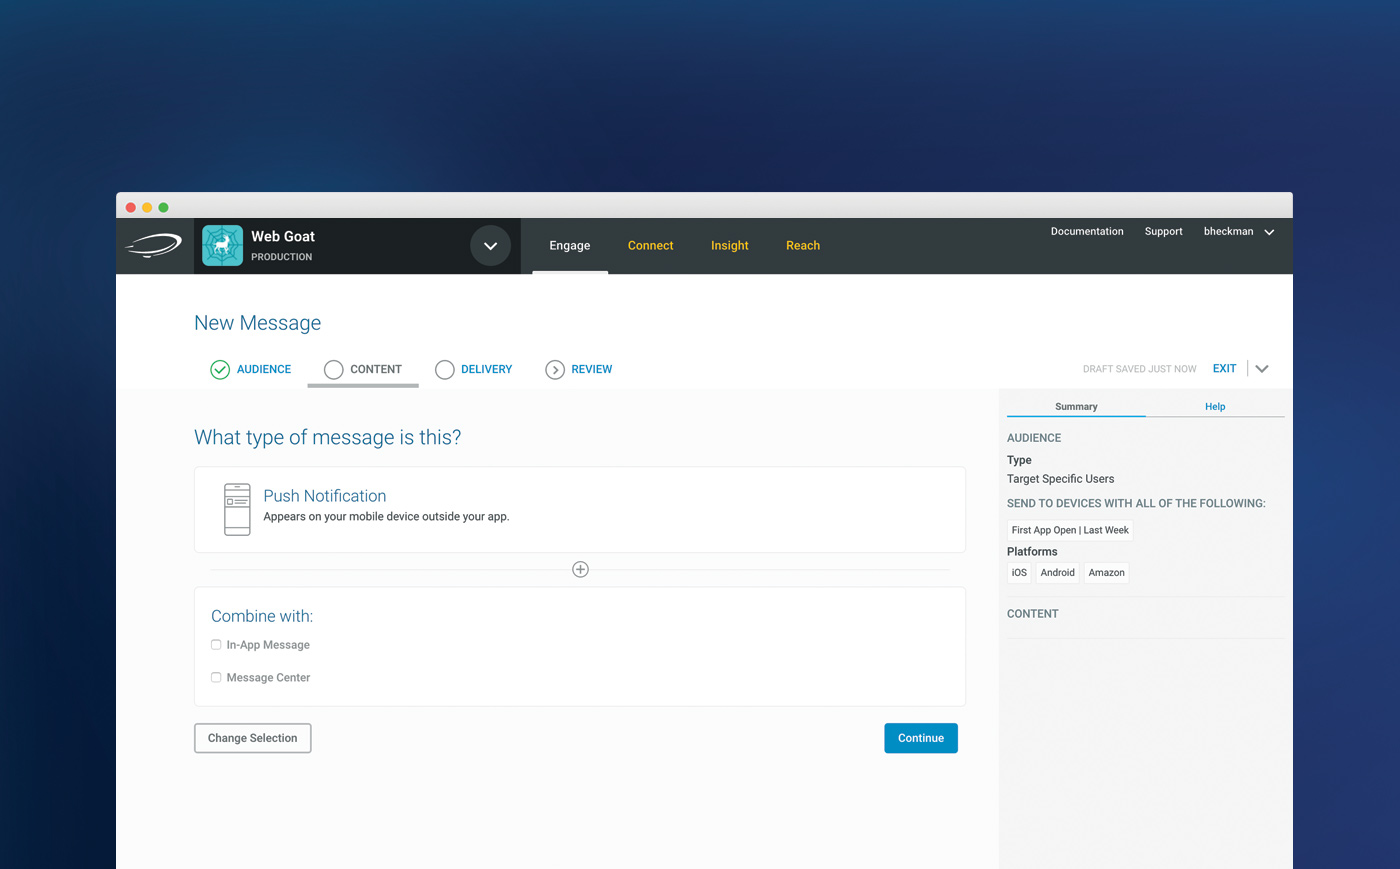 Web Goat
PRODUCTION
Engage
Connect
Insight
Reach
Documentation
Support
bheckman
New Message
AUDIENCE
CONTENT
DELIVERY
REVIEW
DRAFT SAVED JUST NOW
EXIT
What type of message is this?
Push Notification
Appears on your mobile device outside your app.
Combine with:
In-App Message
Message Center
Change Selection
Continue
Summary
Help
AUDIENCE
Type
Target Specific Users
SEND TO DEVICES WITH ALL OF THE FOLLOWING:
First App Open | Last Week
Platforms
iOS
Android
Amazon
CONTENT